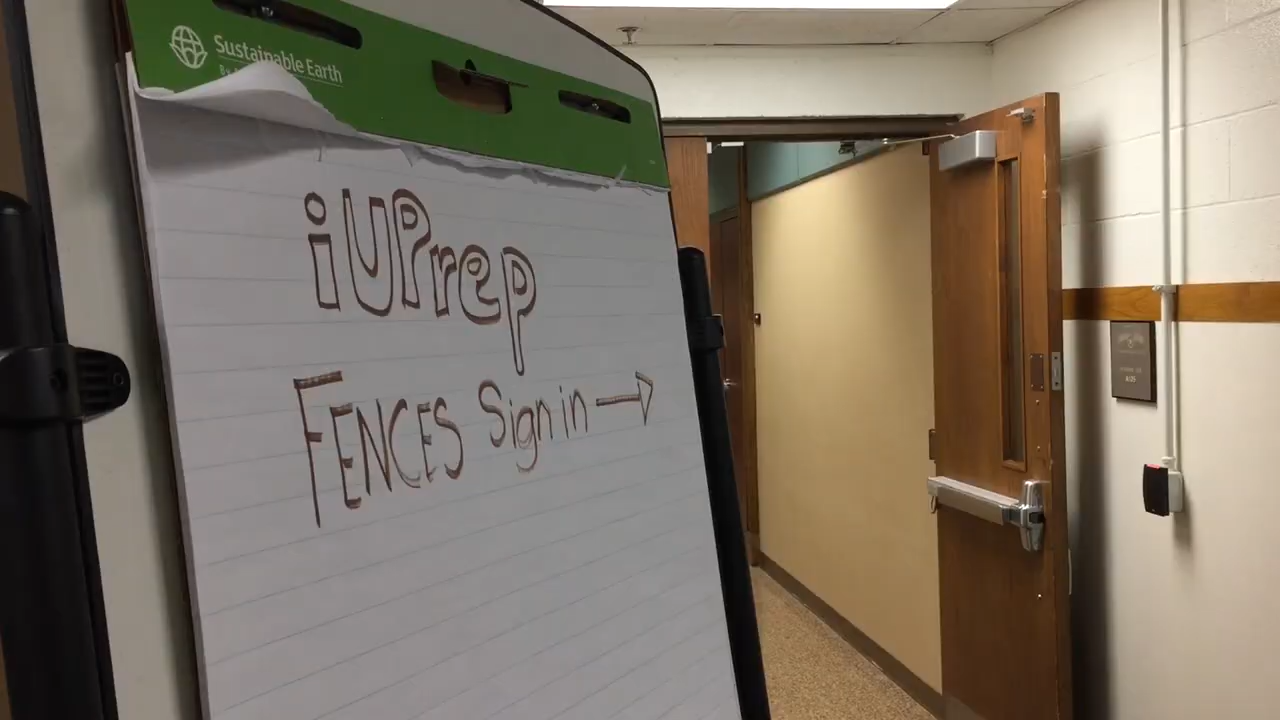 Sustainable Earth
iUPrep
FENCES Sign in →